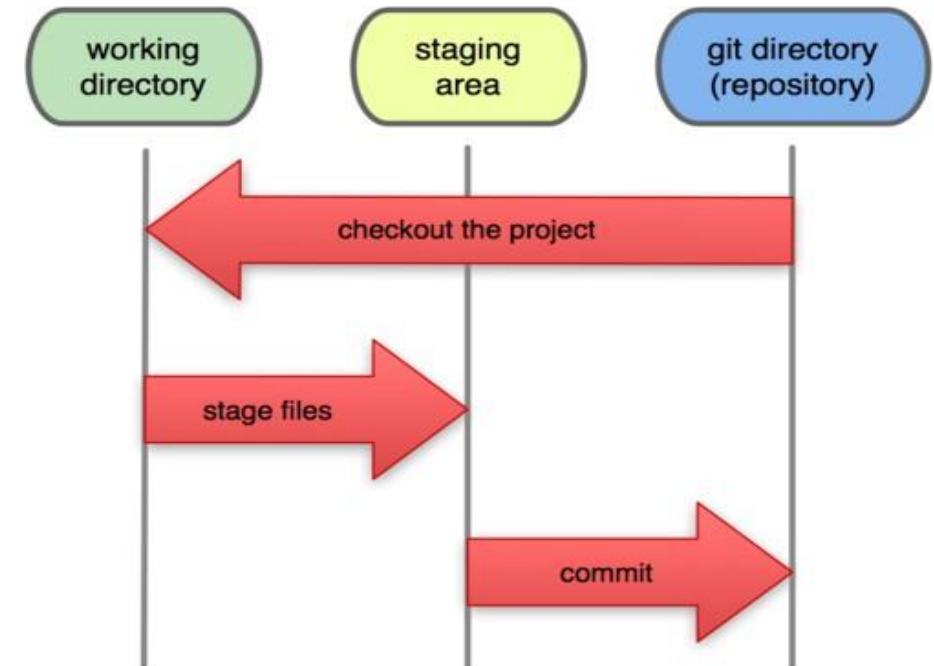 working
directory
staging
area
git directory
(repository)
checkout the project
stage files
commit